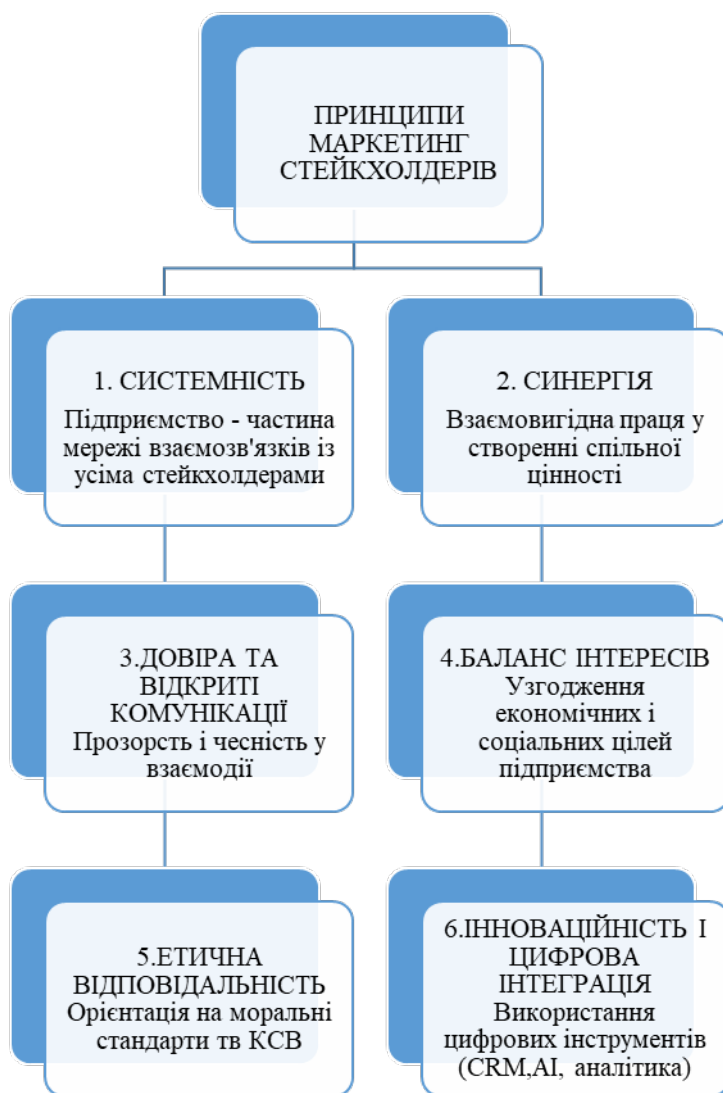 ПРИНЦИПИ
МАРКЕТИНГ
СТЕЙКХОЛДЕРІВ
1. СИСТЕМНІСТЬ
Підприємство - частина
мережі взаємозв'язків із
усіма стейкхолдерами
2. СИНЕРГІЯ
Взаємовигідна праця у
створенні спільної
цінності
3.ДОВІРА ТА
ВІДКРИТІ
КОМУНІКАЦІЇ
Прозорсть і чесність у
взаємодії
4.БАЛАНС ІНТЕРЕСІВ
Узгодження
економічних і
соціальних цілей
підприємства
5.ЕТИЧНА
ВІДПОВІДАЛЬНІСТЬ
Орієнтація на моральні
стандарти тв КСВ
6.ІННОВАЦІЙНІСТЬ І
ЦИФРОВА
ІНТЕГРАЦІЯ
Використання
цифрових інструментів
(CRM,AI, аналітика)